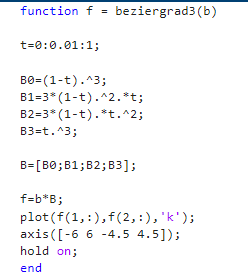 function f = beziergrad3(b)
t=0:0.01:1;
B0=(1-t).^3;
B1=3*(1-t).^2.*t;
B2=3*(1-t).*t.^2;
B3=t.^3;
B=[B0;B1;B2;B3];
f=b*B;
plot(f(1,:),f(2,:),'k');
axis([-6 6 -4.5 4.5]);
hold on;
end